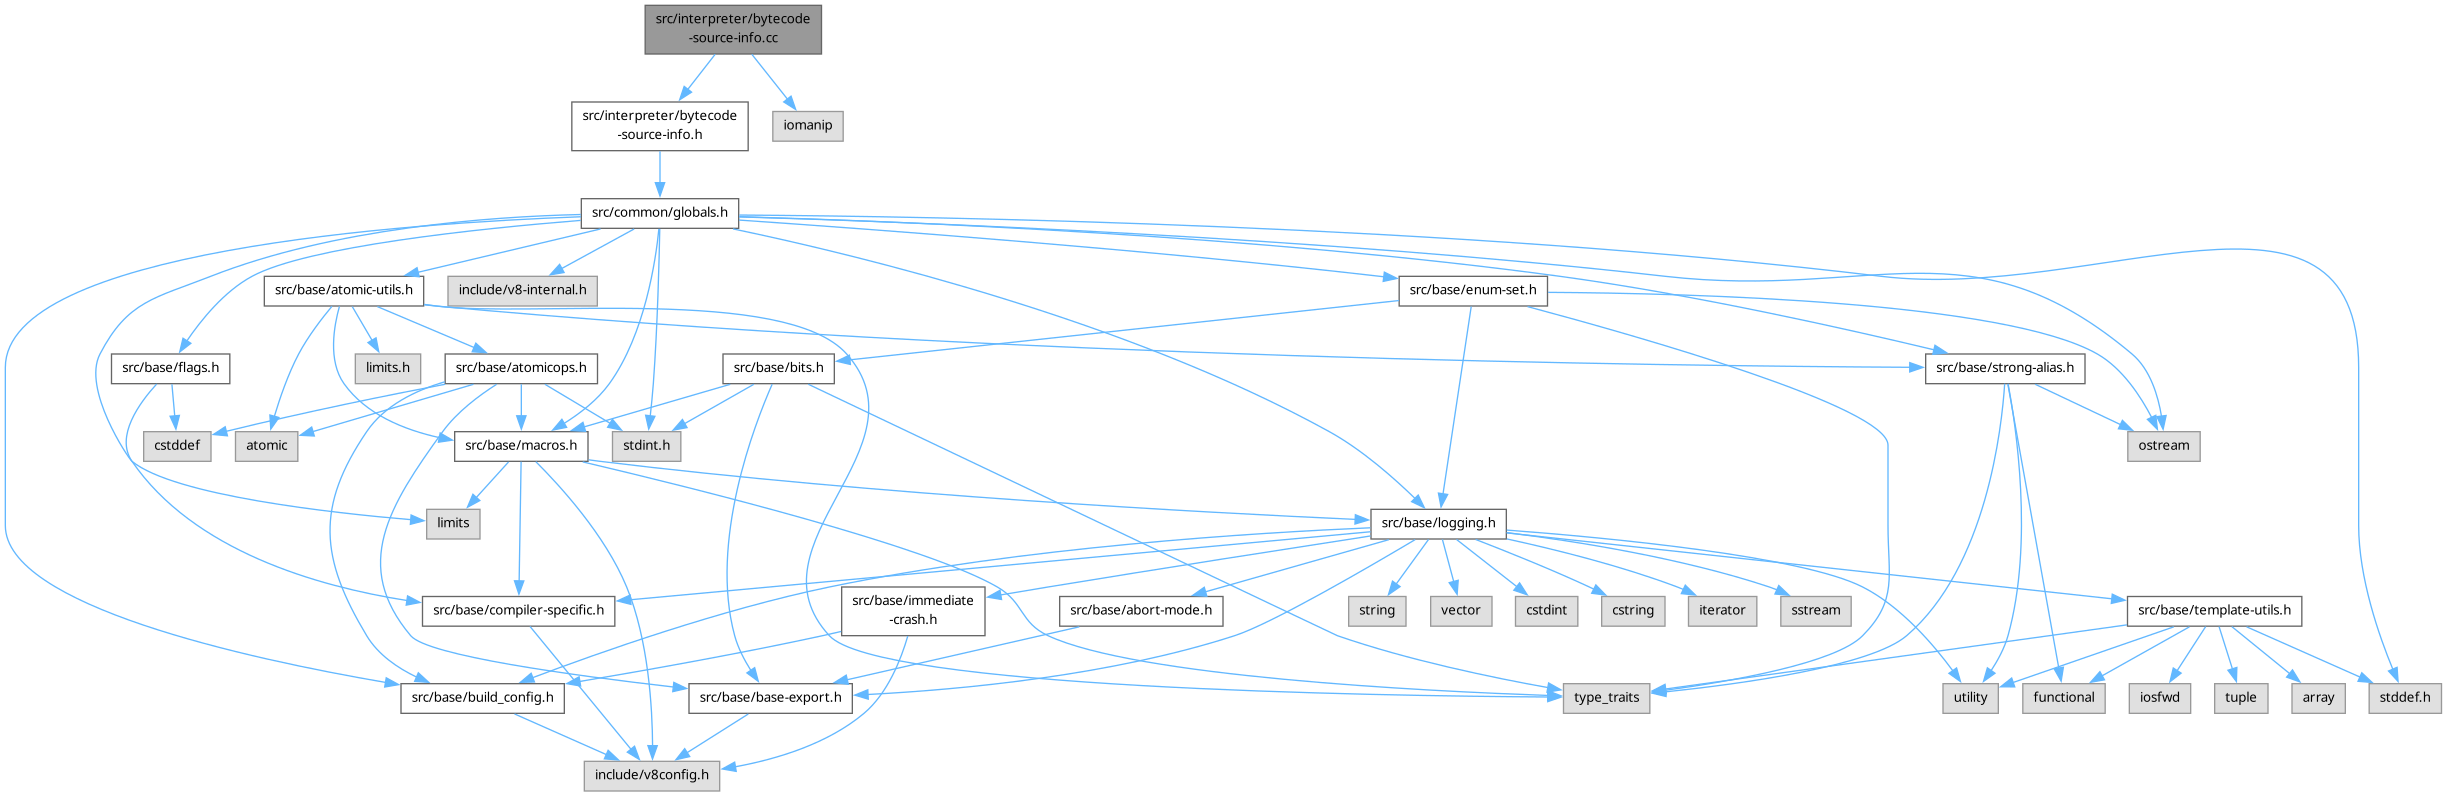 src/interpreter/bytecode
-source-info.cc
src/interpreter/bytecode
-source-info.h
iomanip
src/common/globals.h
src/base/atomic-utils.h
include/v8-internal.h
src/base/enum-set.h
src/base/flags.h
limits.h
src/base/atomicops.h
src/base/bits.h
src/base/strong-alias.h
cstddef
atomic
src/base/macros.h
stdint.h
ostream
limits
src/base/logging.h
src/base/compiler-specific.h
src/base/immediate
-crash.h
src/base/abort-mode.h
string
vector
cstdint
cstring
iterator
sstream
src/base/template-utils.h
src/base/build_config.h
src/base/base-export.h
type_traits
utility
functional
iosfwd
tuple
array
stddef.h
include/v8config.h